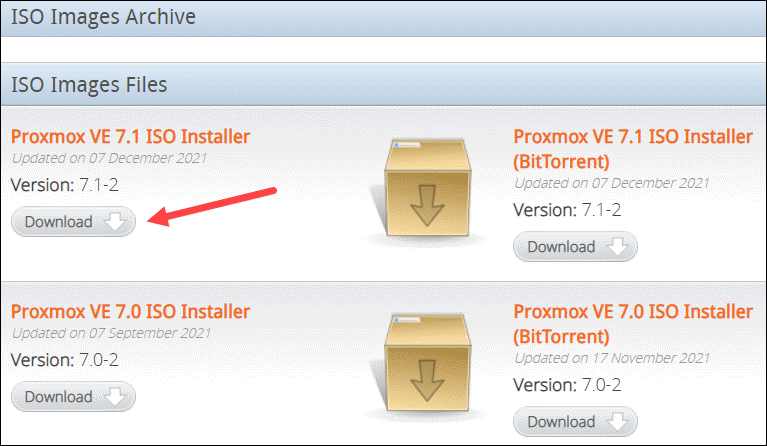 ISO Images Archive
ISO Images Files
Proxmox VE 7.1 ISO Installer
Updated on 07 December 2021
Version: 7.1-2
Download
Proxmox VE 7.1 ISO Installer
(BitTorrent)
Updated on 07 December 2021
Version: 7.1-2
Download
Proxmox VE 7.0 ISO Installer
Updated on 07 September 2021
Version: 7.0-2
Download
Proxmox VE 7.0 ISO Installer
(BitTorrent)
Updated on 17 November 2021
Version: 7.0-2
Download